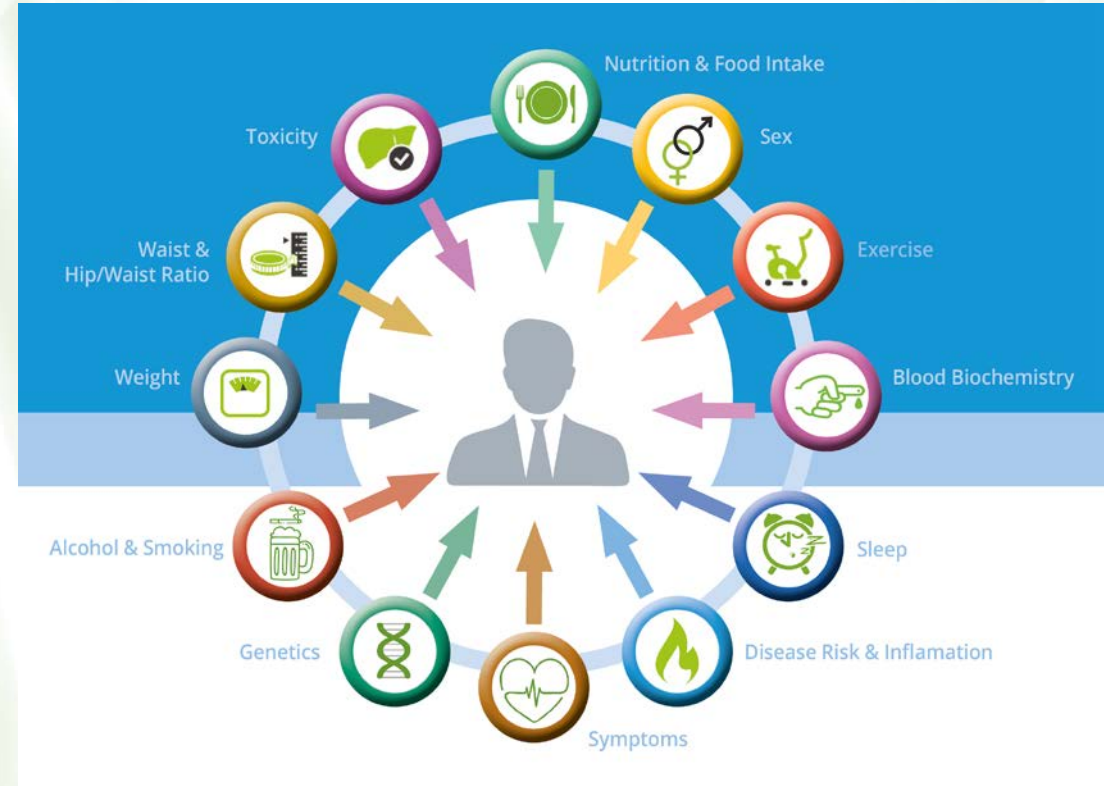 Nutrition & Food Intake
Toxicity
Sex
Waist &
Hip/Waist Ratio
Exercise
Weight
Blood Biochemistry
Alcohol & Smoking
Sleep
Genetics
Disease Risk & Inflamation
Symptoms